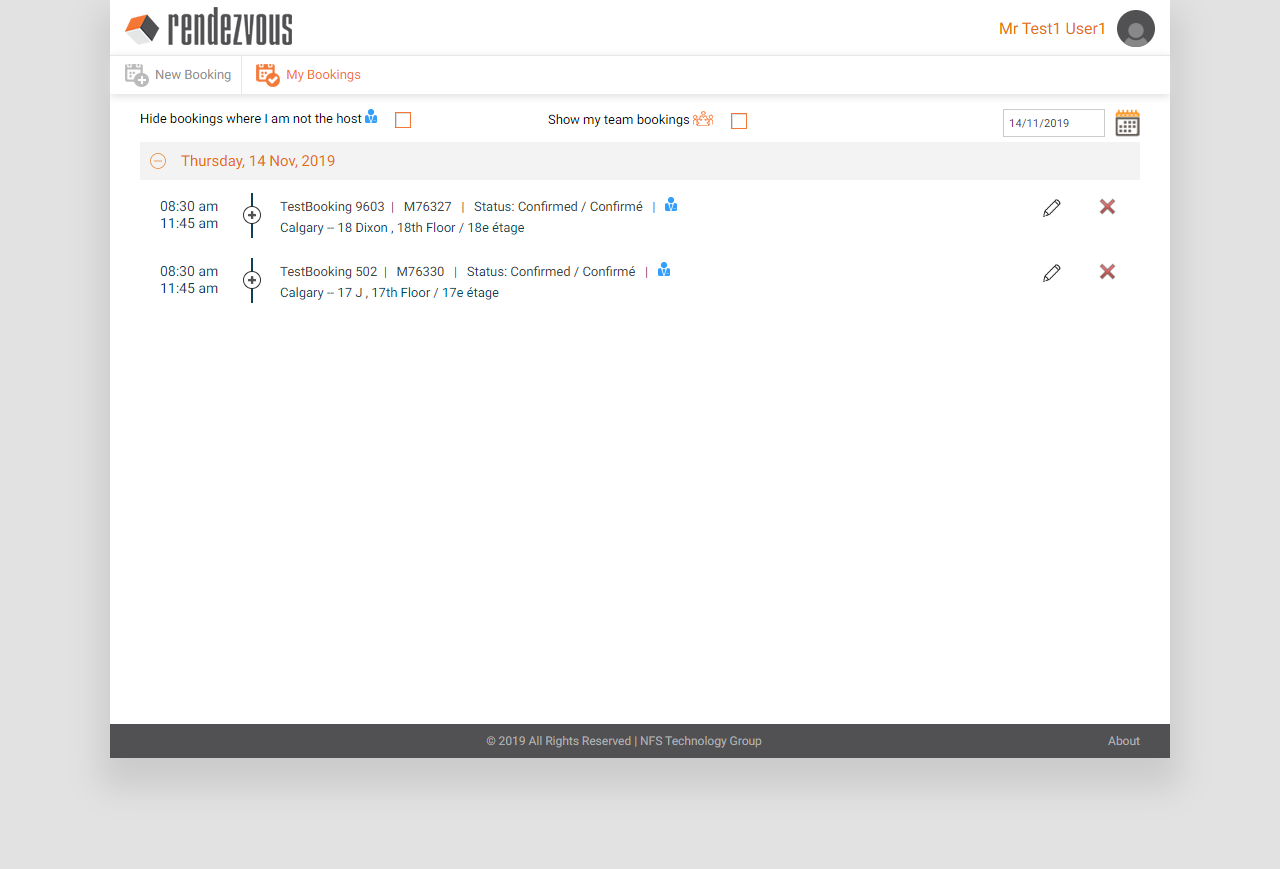 rendezvous
Mr Test1 User1
New Booking
My Bookings
Hide bookings where I am not the host
Show my team bookings
14/11/2019
Thursday, 14 Nov, 2019
08:30 am
11:45 am
TestBooking 9603 | M76327 | Status: Confirmed / Confirmé |
Calgary -- 18 Dixon , 18th Floor / 18e étage
08:30 am
11:45 am
TestBooking 502 | M76330 | Status: Confirmed / Confirmé |
Calgary -- 17 J , 17th Floor / 17e étage
© 2019 All Rights Reserved | NFS Technology Group
About